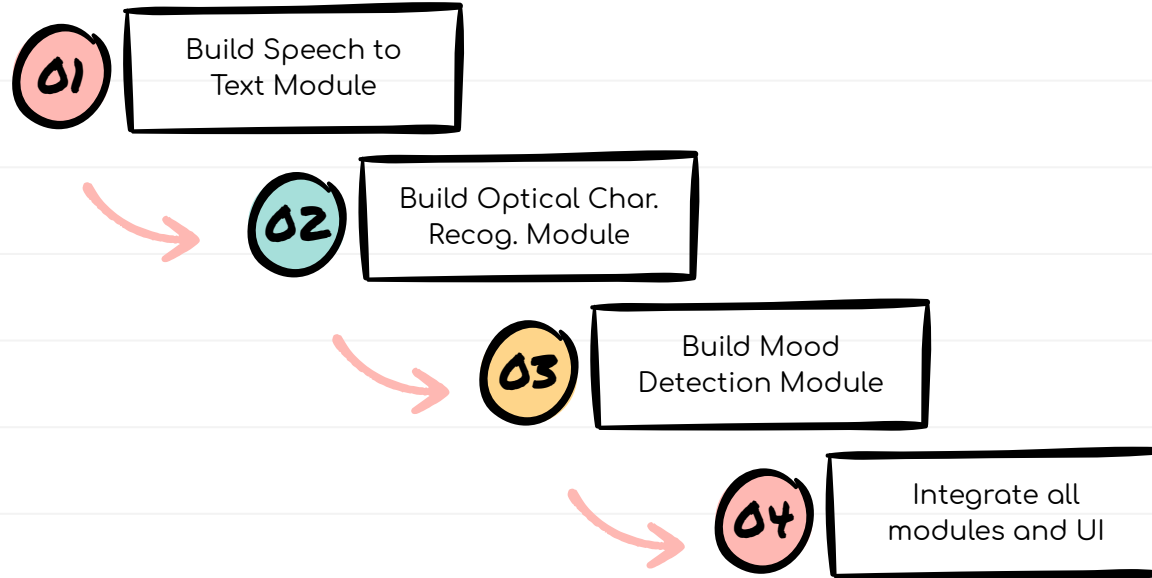 01
Build Speech to
Text Module
02
Build Optical Char.
Recog. Module
03
Build Mood
Detection Module
04
Integrate all
modules and UI